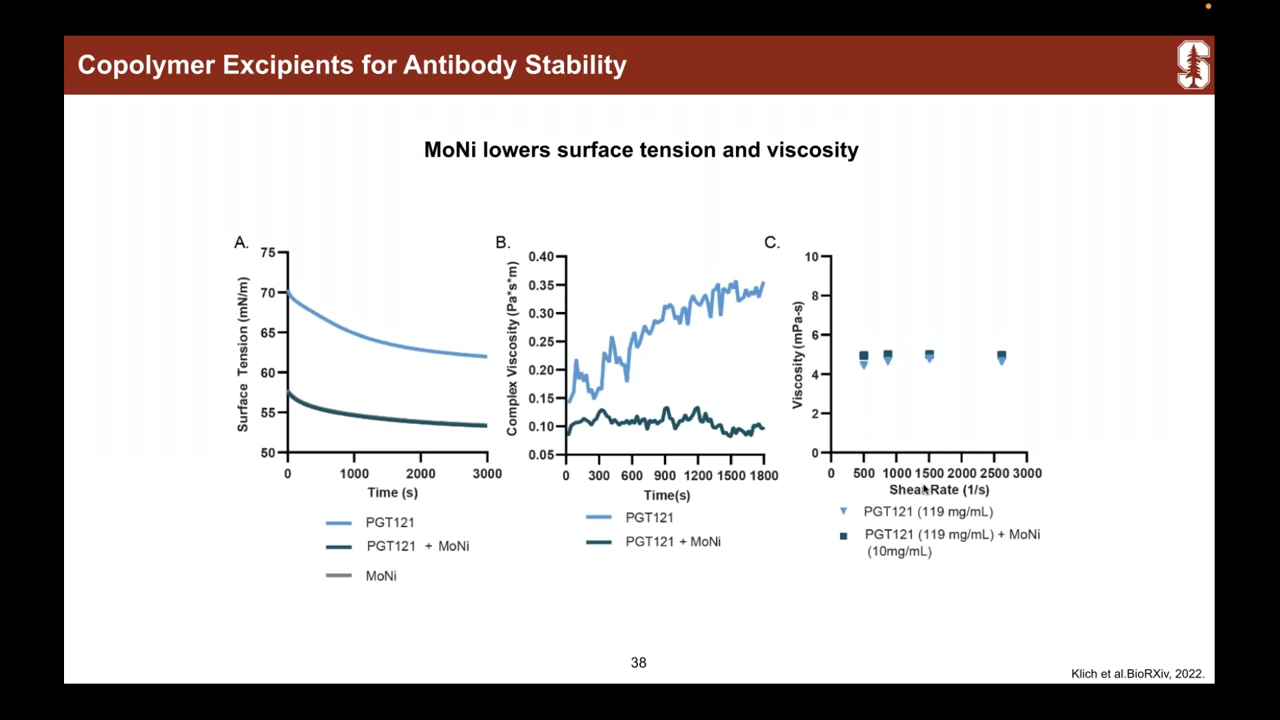 Copolymer Excipients for Antibody Stability
S
MoNi lowers surface tension and viscosity
A.
75
70
65
60
55
50
Surface Tension (mN/m)
0 1000 2000 3000
Time (s)
PGT121
PGT121 + MoNi
MoNi
B.
0.40
0.35
0.30
0.25
0.20
0.15
0.10
0.05
Complex Viscosity (Pa*s*m)
0 300 600 900 1200 1500 1800
Time(s)
PGT121
PGT121 + MoNi
C.
10
8
6
4
2
0
Viscosity (mPa-s)
0 500 1000 1500 2000 2500 3000
Shear Rate (1/s)
PGT121 (119 mg/mL)
PGT121 (119 mg/mL) + MoNi
(10mg/mL)
38
Klich et al.BioRXiv, 2022.